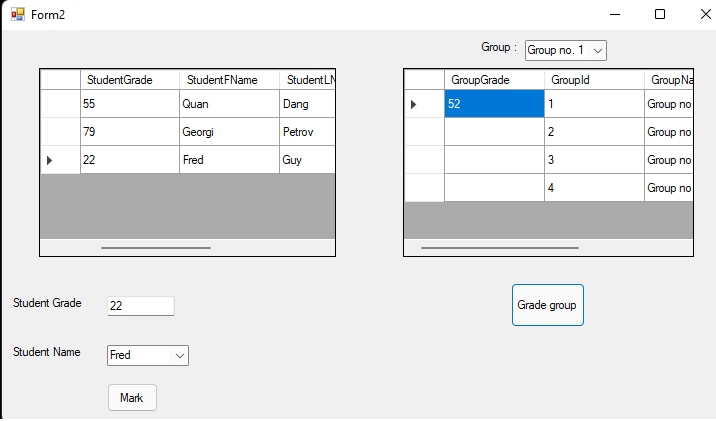 Form2
Group : Group no. 1
StudentGrade StudentFName StudentLN
55 Quan Dang
79 Georgi Petrov
22 Fred Guy
GroupGrade GroupId GroupNa
52 1 Group no
2 Group no
3 Group no
4 Group no
Student Grade 22
Grade group
Student Name Fred
Mark